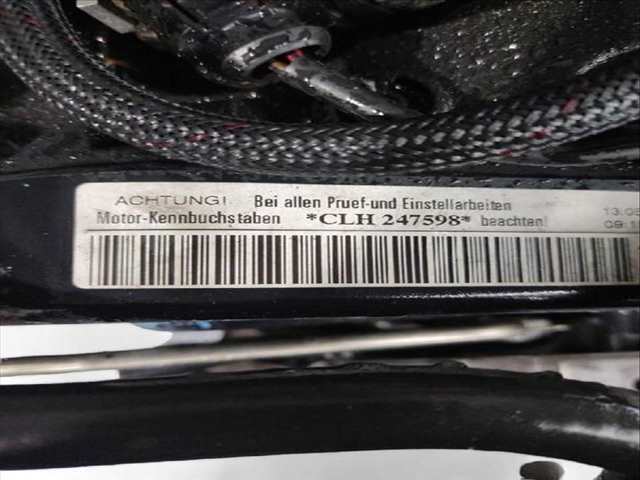 ACHTUNG! Bei allen Pruef-und Einstellarbeiten
Motor-Kennbuchstaben *CLH 247598* beachten!